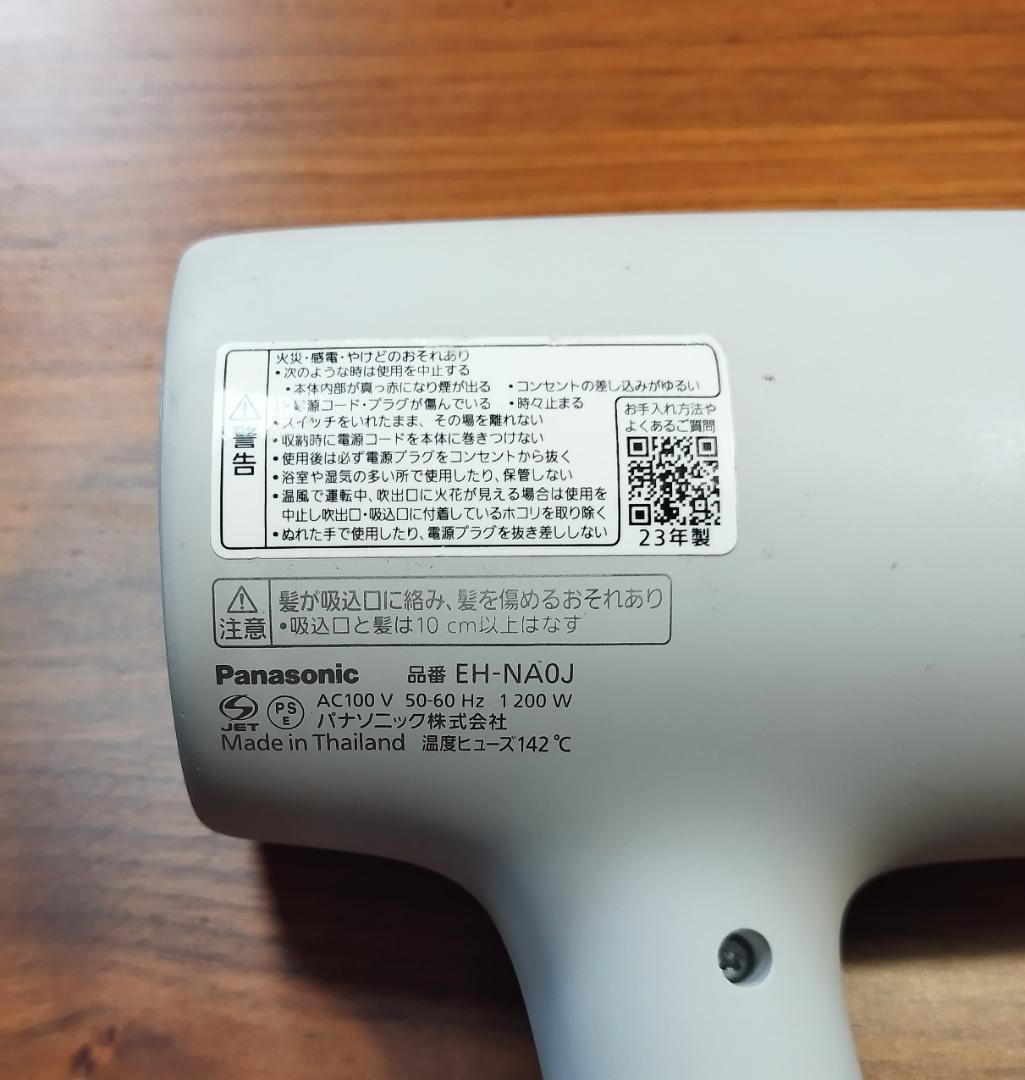 警告
火災・感電・やけどのおそれあり
•次のような時は使用を中止する
•本体内部が真っ赤になり煙が出る •コンセントの差し込みがゆるい
電源コード・プラグが傷んでいる •時々止まる
スイッチをいれたまま、その場を離れない
•収納時に電源コードを本体に巻きつけない
•使用後は必ず電源プラグをコンセントから抜く
•浴室や湿気の多い所で使用したり、保管しない
•温風で運転中、吹出口に火花が見える場合は使用を
中止し吹出口・吸込口に付着しているホコリを取り除く
•ぬれた手で使用したり、電源プラグを抜き差ししない
お手入れ方法や
よくあるご質問
23年製
注意
髪が吸込口に絡み、髪を傷めるおそれあり
•吸込口と髪は10 cm以上はなす
Panasonic 品番 EH-NA0J
JET PS E AC100 V 50-60 Hz 1 200 W
パナソニック株式会社
Made in Thailand 温度ヒューズ142 ℃